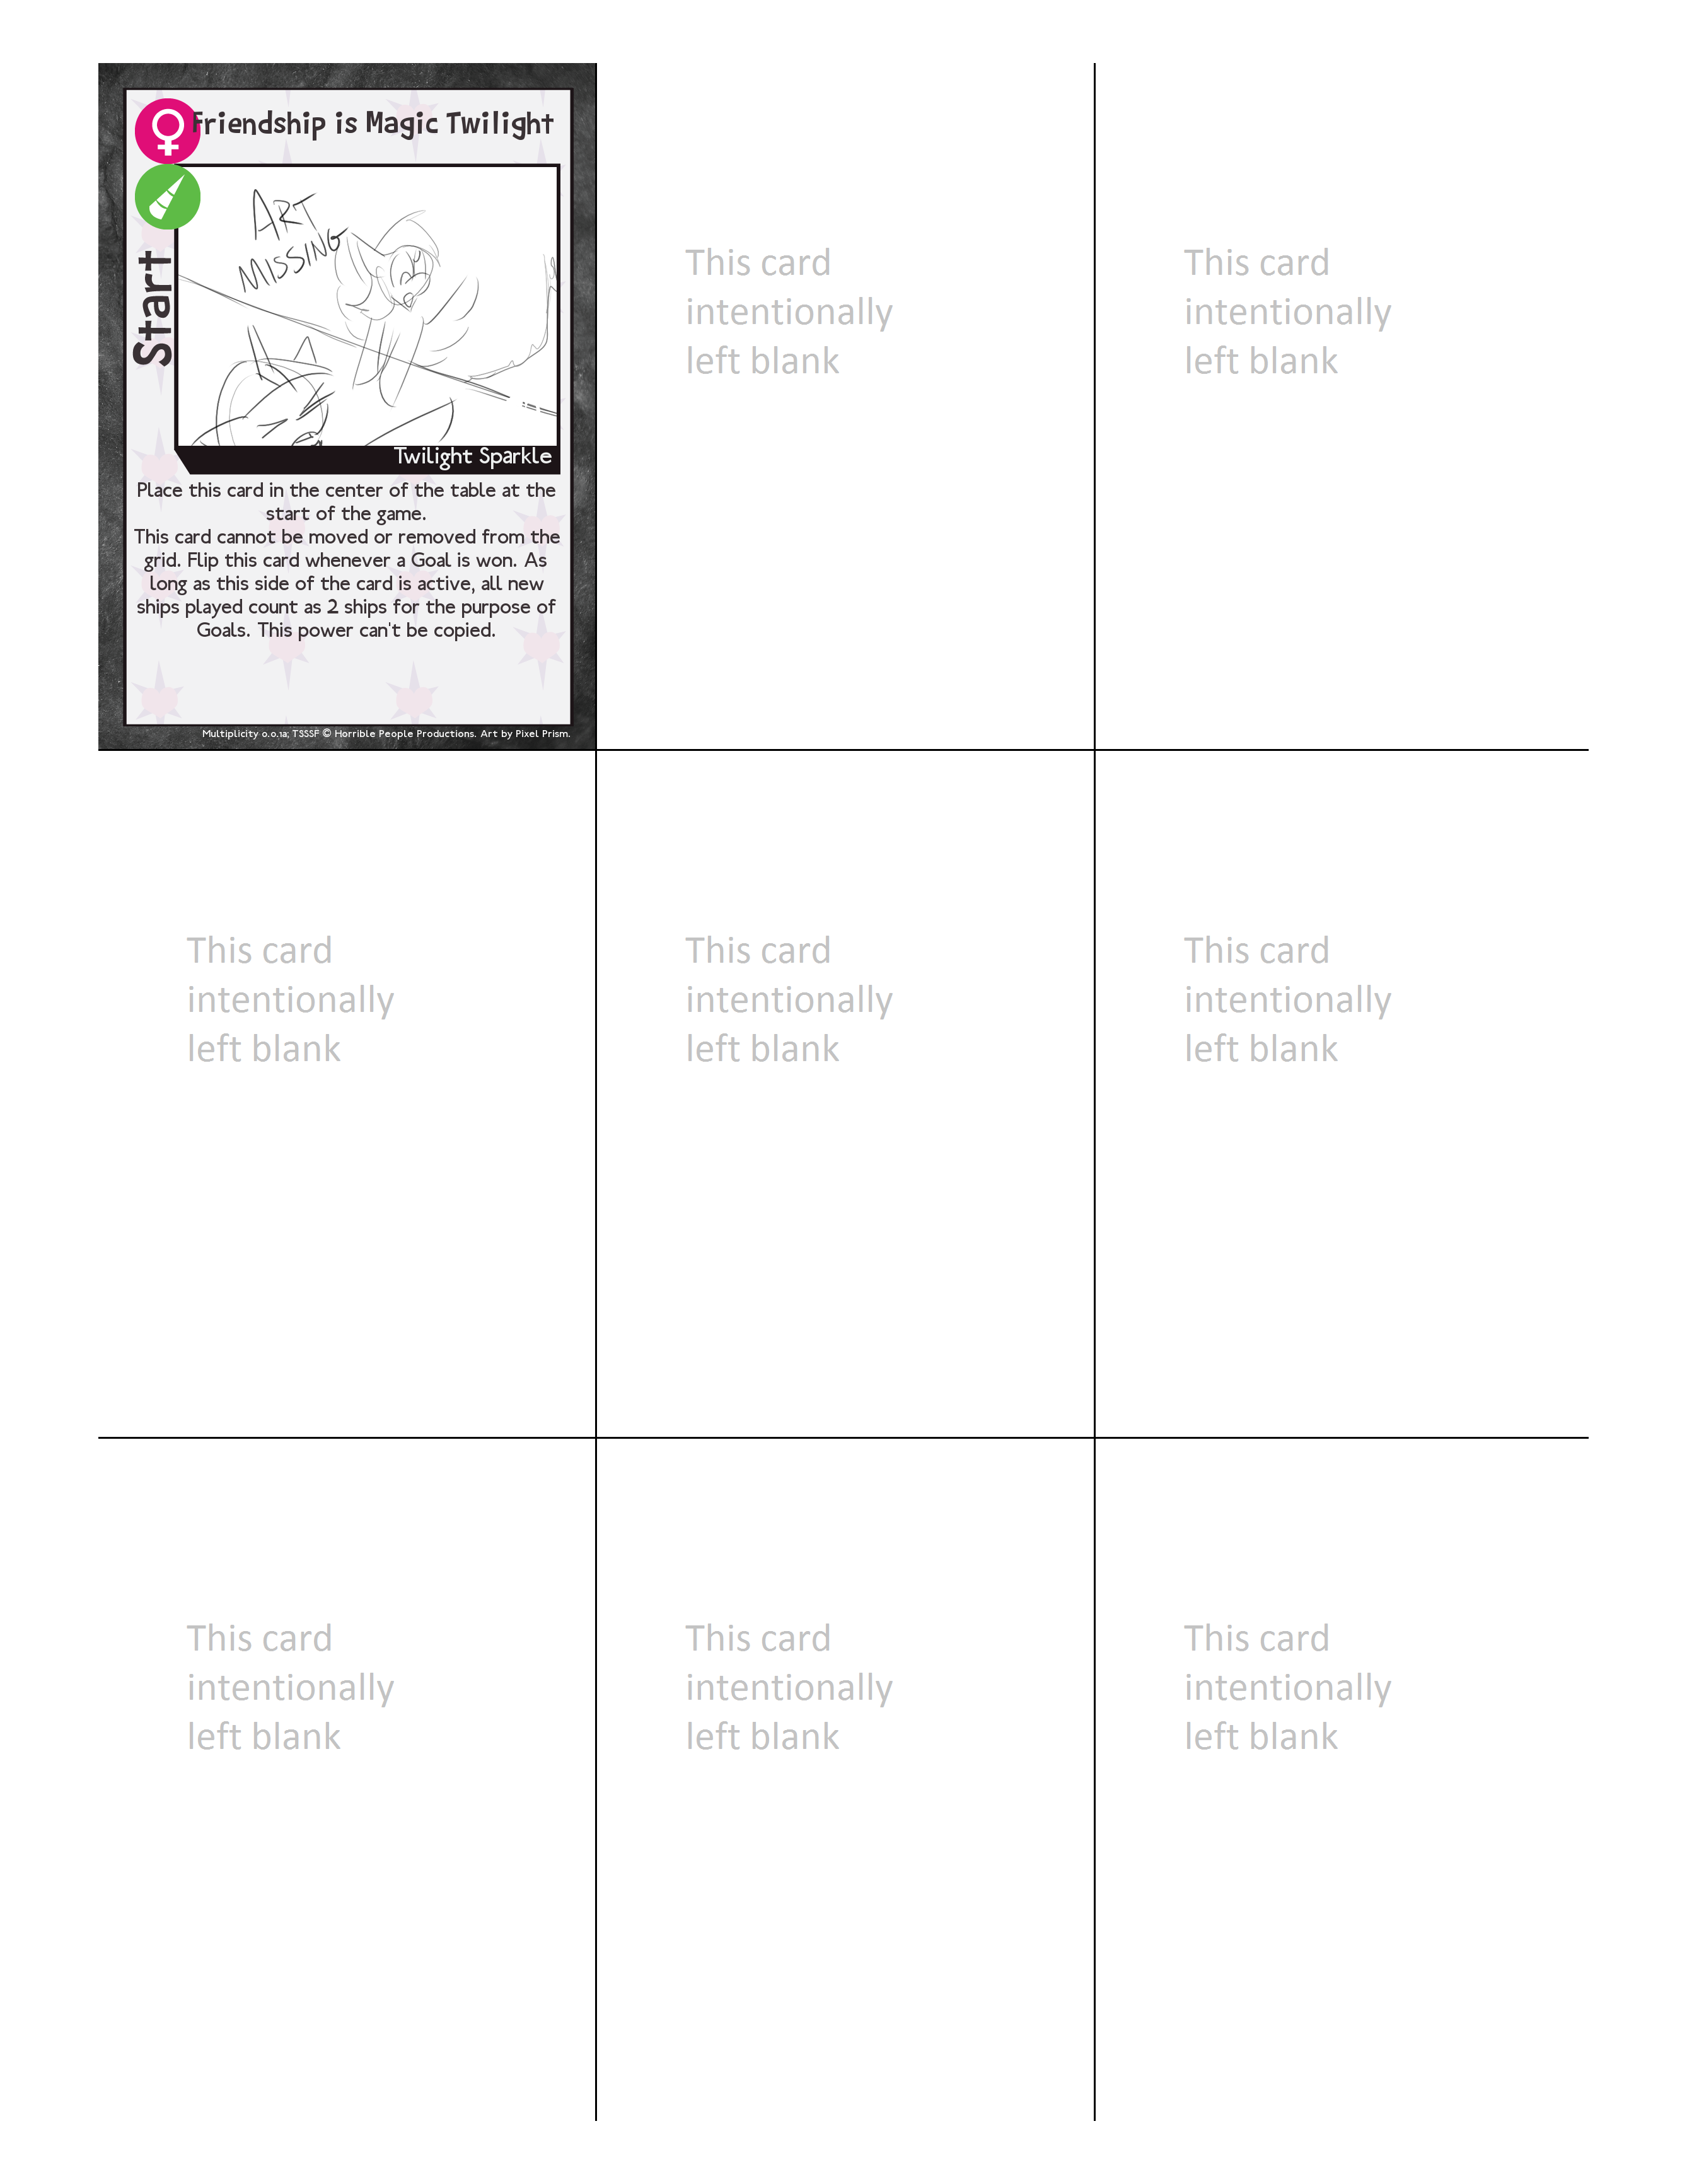 Friendship is Magic Twilight
ART
MISSING
Start
Twilight Sparkle
Place this card in the center of the table at the
start of the game.
This card cannot be moved or removed from the
grid. Flip this card whenever a Goal is won. As
long as this side of the card is active, all new
ships played count as 2 ships for the purpose of
Goals. This power can't be copied.
Multiplicity 0.0.1a; TSSSF © Horrible People Productions. Art by Pixel Prism.
This card
intentionally
left blank
This card
intentionally
left blank
This card
intentionally
left blank
This card
intentionally
left blank
This card
intentionally
left blank
This card
intentionally
left blank
This card
intentionally
left blank
This card
intentionally
left blank